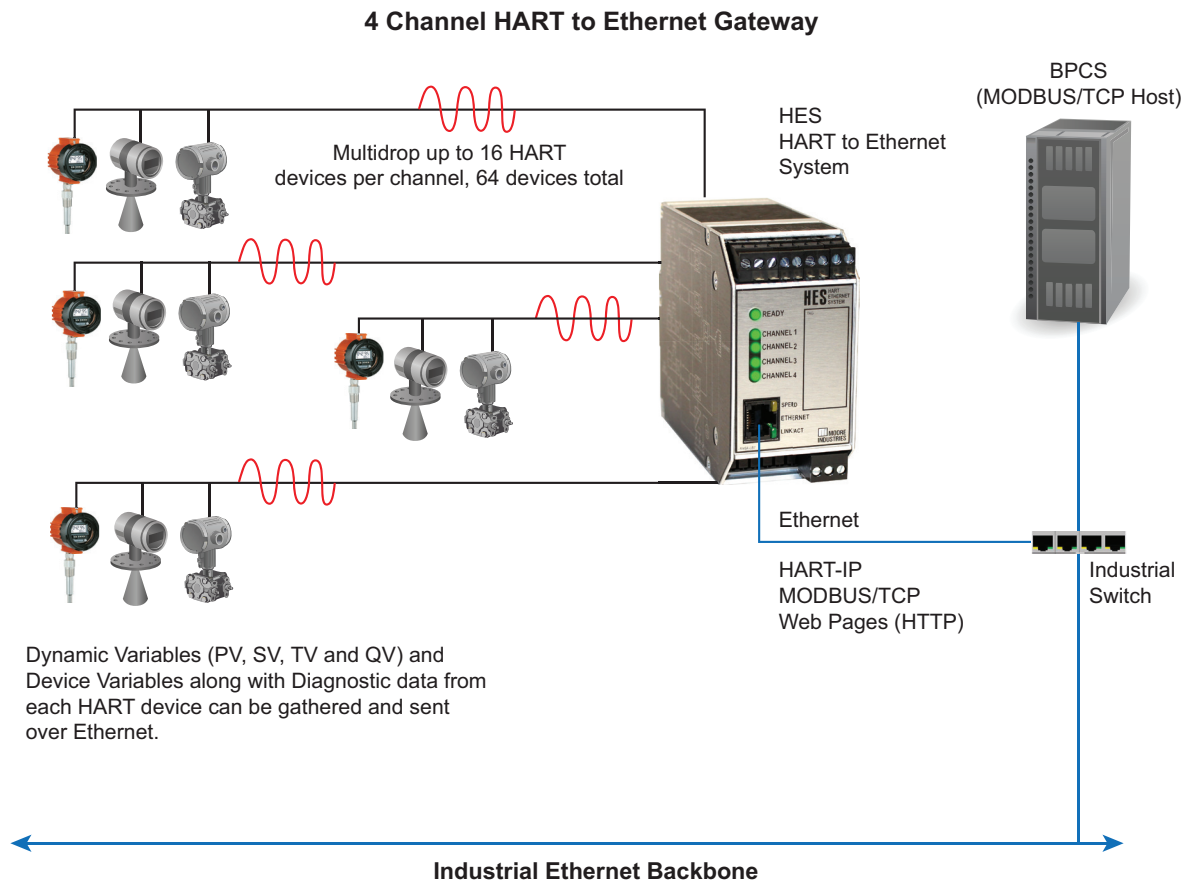 4 Channel HART to Ethernet Gateway
BPCS
(MODBUS/TCP Host)
HES
HART to Ethernet
System
Multidrop up to 16 HART
devices per channel, 64 devices total
HES HART
ETHERNET
SYSTEM
READY
CHANNEL 1
CHANNEL 2
CHANNEL 3
CHANNEL 4
SPEED
ETHERNET
LINK/ACT
MOORE
INDUSTRIES
Ethernet
HART-IP
MODBUS/TCP
Web Pages (HTTP)
Industrial
Switch
Dynamic Variables (PV, SV, TV and QV) and
Device Variables along with Diagnostic data from
each HART device can be gathered and sent
over Ethernet.
Industrial Ethernet Backbone